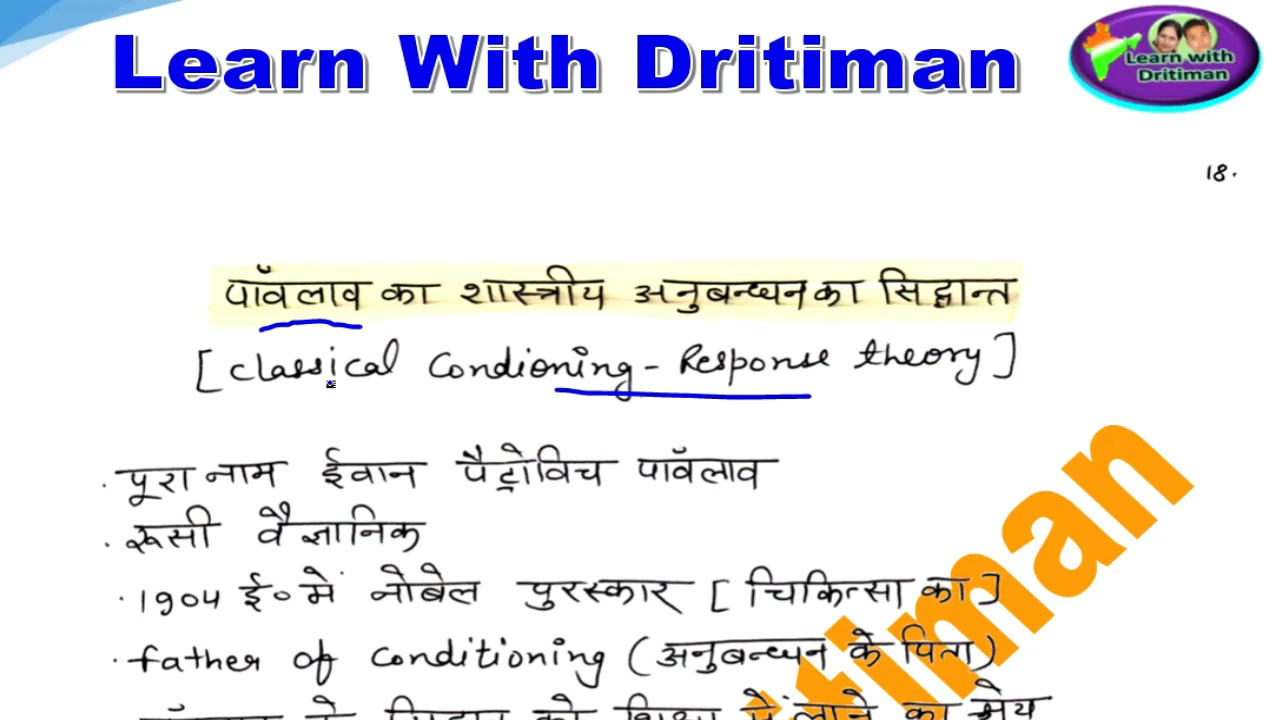 Learn With Dritiman
Learn with
Dritiman
18.
पॉवलाव का शास्त्रीय अनुबन्धन का सिद्धान्त
[classical Condioning - Response theory]
. पूरा नाम ईवान पैट्रोविच पॉवलाव
. रूसी वैज्ञानिक
. 1904 ई० में नोबेल पुरस्कार [चिकित्सा का]
. father of conditioning (अनुबन्धन के पिता)
को शिक्षा में लाने का श्रेय
timan